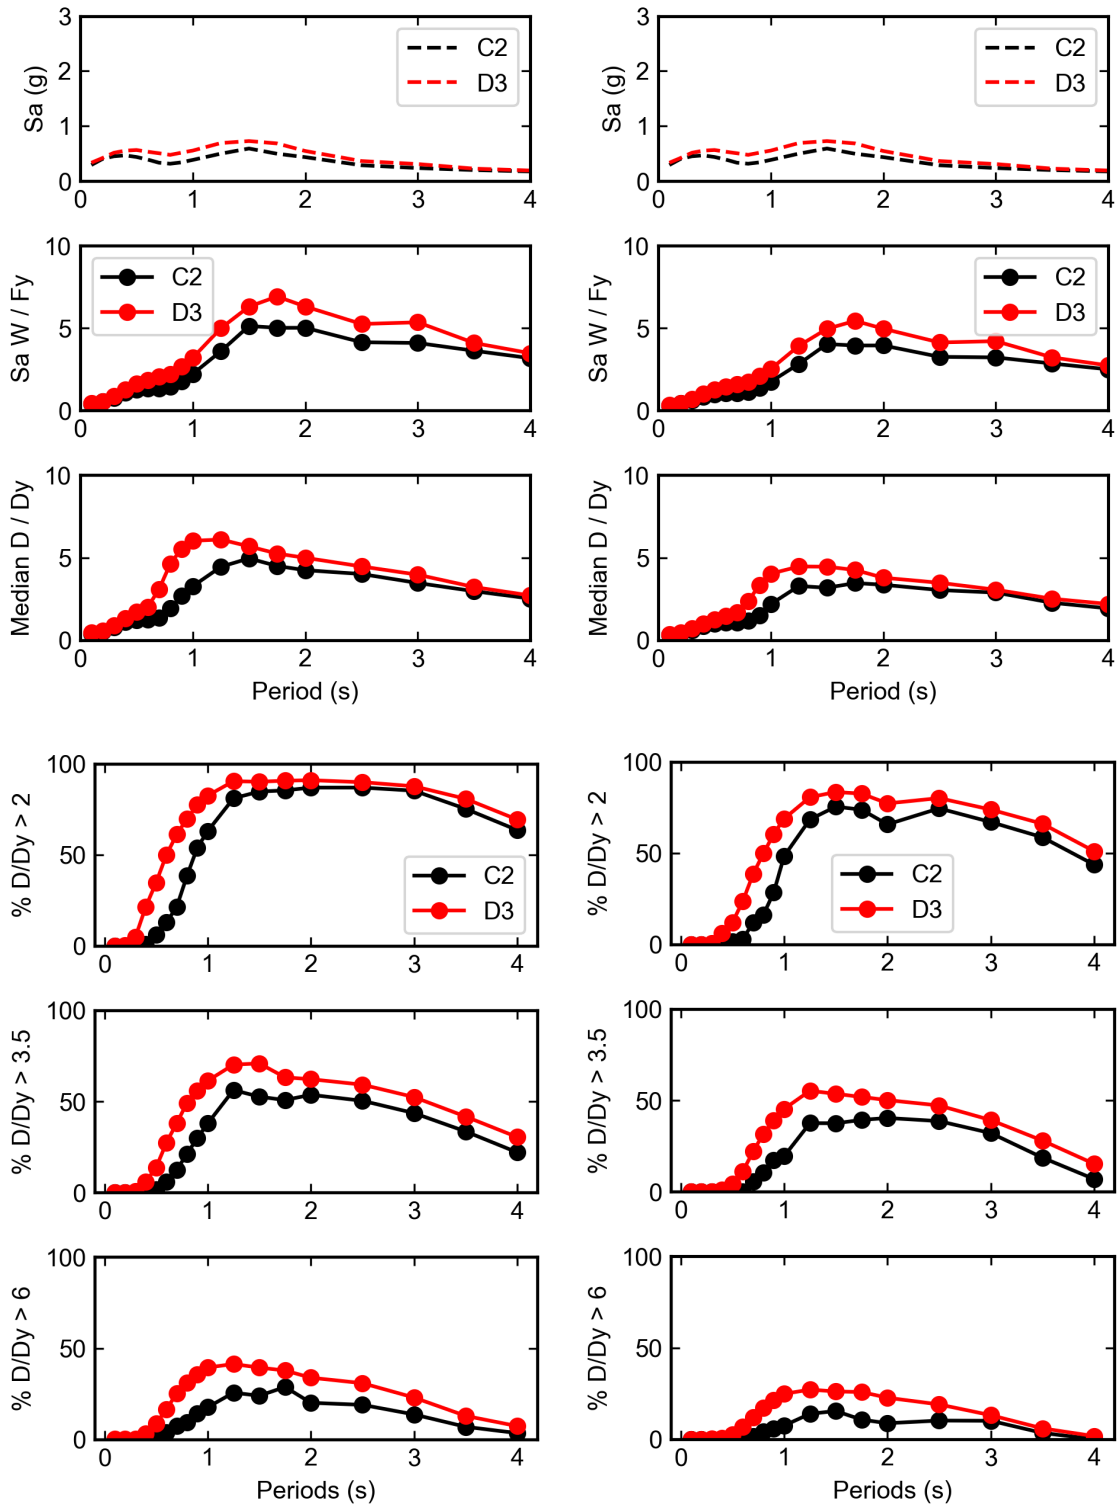 3
2
1
0
Sa (g)
C2
D3
0 1 2 3 4
3
2
1
0
Sa (g)
C2
D3
0 1 2 3 4
10
5
0
Sa W / Fy
C2
D3
0 1 2 3 4
10
5
0
Sa W / Fy
C2
D3
0 1 2 3 4
10
5
0
Median D / Dy
0 1 2 3 4
Period (s)
10
5
0
Median D / Dy
0 1 2 3 4
Period (s)
100
50
0
% D/Dy > 2
C2
D3
0 1 2 3 4
100
50
0
% D/Dy > 2
C2
D3
0 1 2 3 4
100
50
0
% D/Dy > 3.5
0 1 2 3 4
100
50
0
% D/Dy > 3.5
0 1 2 3 4
100
50
0
% D/Dy > 6
0 1 2 3 4
Periods (s)
100
50
0
% D/Dy > 6
0 1 2 3 4
Periods (s)